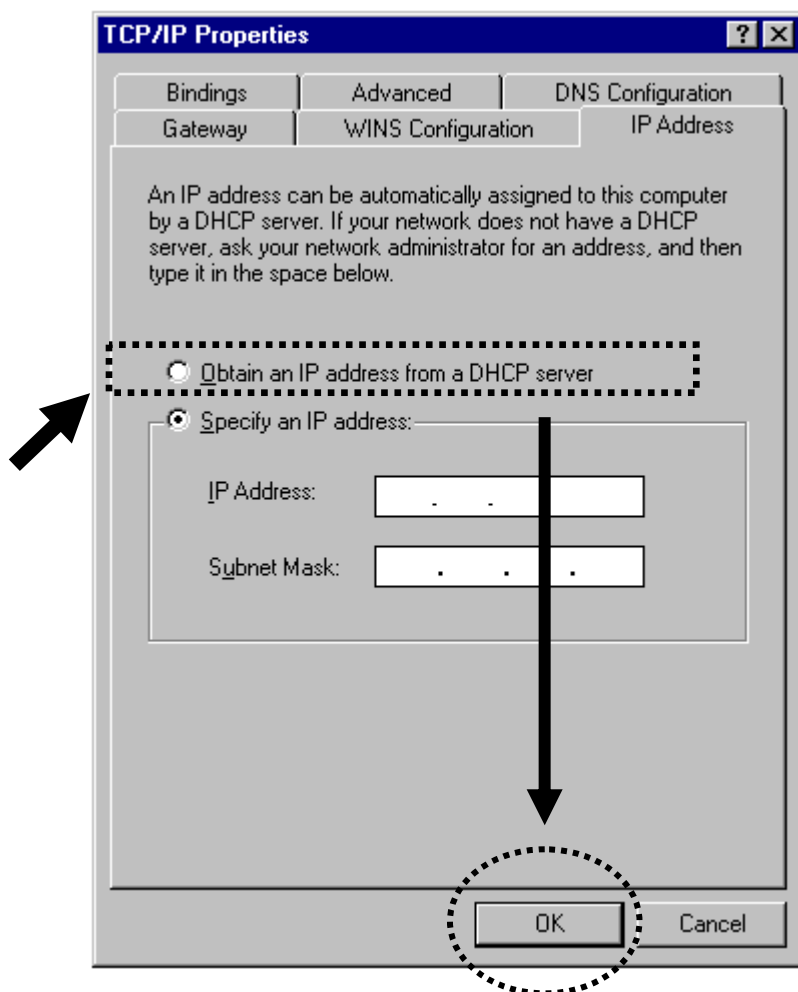 TCP/IP Properties
Bindings Advanced DNS Configuration
Gateway WINS Configuration IP Address
An IP address can be automatically assigned to this computer
by a DHCP server. If your network does not have a DHCP
server, ask your network administrator for an address, and then
type it in the space below.
Obtain an IP address from a DHCP server
Specify an IP address:
IP Address:
Subnet Mask:
OK Cancel